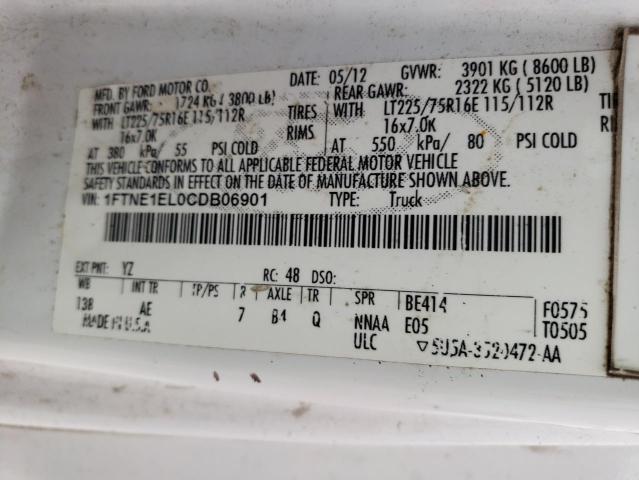 MFD. BY FORD MOTOR CO. DATE: 05/12 GVWR: 3901 KG ( 8600 LB)
FRONT GAWR: 1724 KG ( 3800 LB) REAR GAWR: 2322 KG ( 5120 LB)
WITH LT225/75R16E 115/112R TIRES WITH LT225/75R16E 115/112R TIRES
16x7.0K RIMS 16x7.0K RIMS
AT 380 kPa/ 55 PSI COLD AT 550 kPa/ 80 PSI COLD
THIS VEHICLE CONFORMS TO ALL APPLICABLE FEDERAL MOTOR VEHICLE
SAFETY STANDARDS IN EFFECT ON THE DATE OF MANUFACTURE SHOWN ABOVE.
VIN: 1FTNE1EL0CDB06901 TYPE: Truck
EXT PNT: YZ RC: 48 DSO:
WB INT TR TP/PS R AXLE TR SPR BE414 F0575
138 AE 7 B4 Q NNAA E05 T0505
MADE IN U.S.A. ULC ▽5U5A-3520472-AA